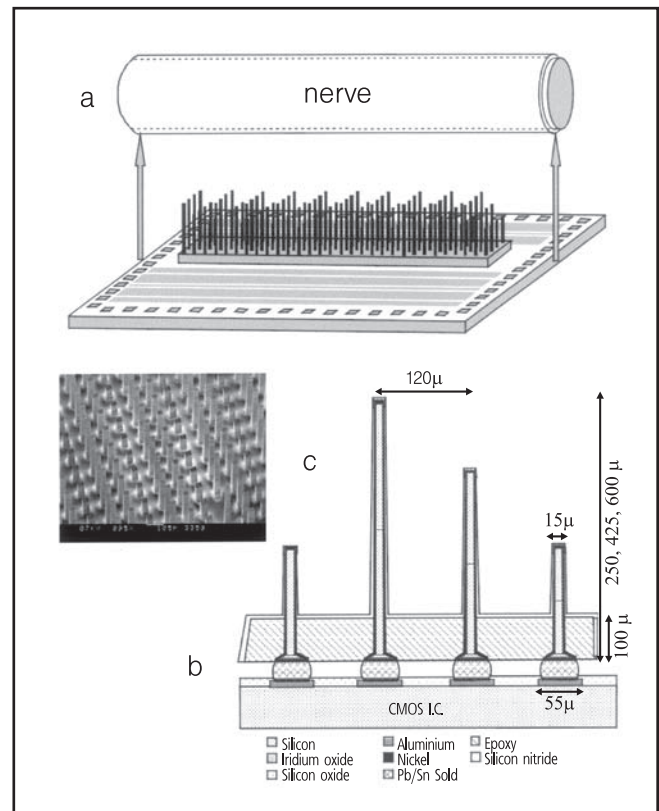 a
nerve
120µ
c
250, 425, 600 µ
15µ
100 µ
b
CMOS I.C.
55µ
Silicon
Aluminium
Epoxy
Iridium oxide
Nickel
Silicon nitride
Silicon oxide
Pb/Sn Sold